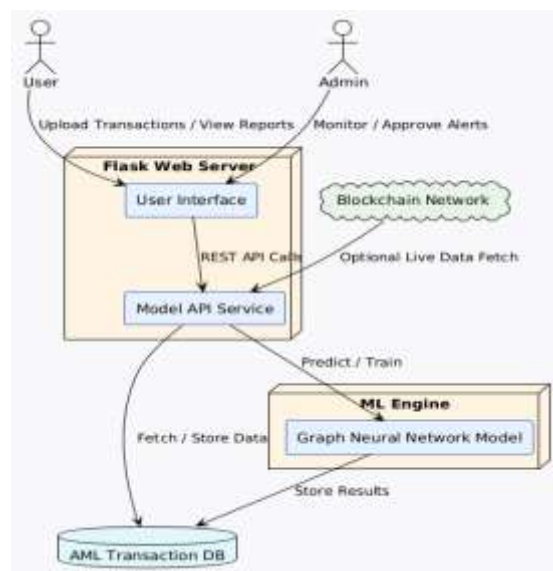 User
Admin
Upload Transactions / View Reports
Monitor / Approve Alerts
Flask Web Server
User Interface
Blockchain Network
REST API Calls
Optional Live Data Fetch
Model API Service
Predict / Train
ML Engine
Fetch / Store Data
Graph Neural Network Model
Store Results
AML Transaction DB